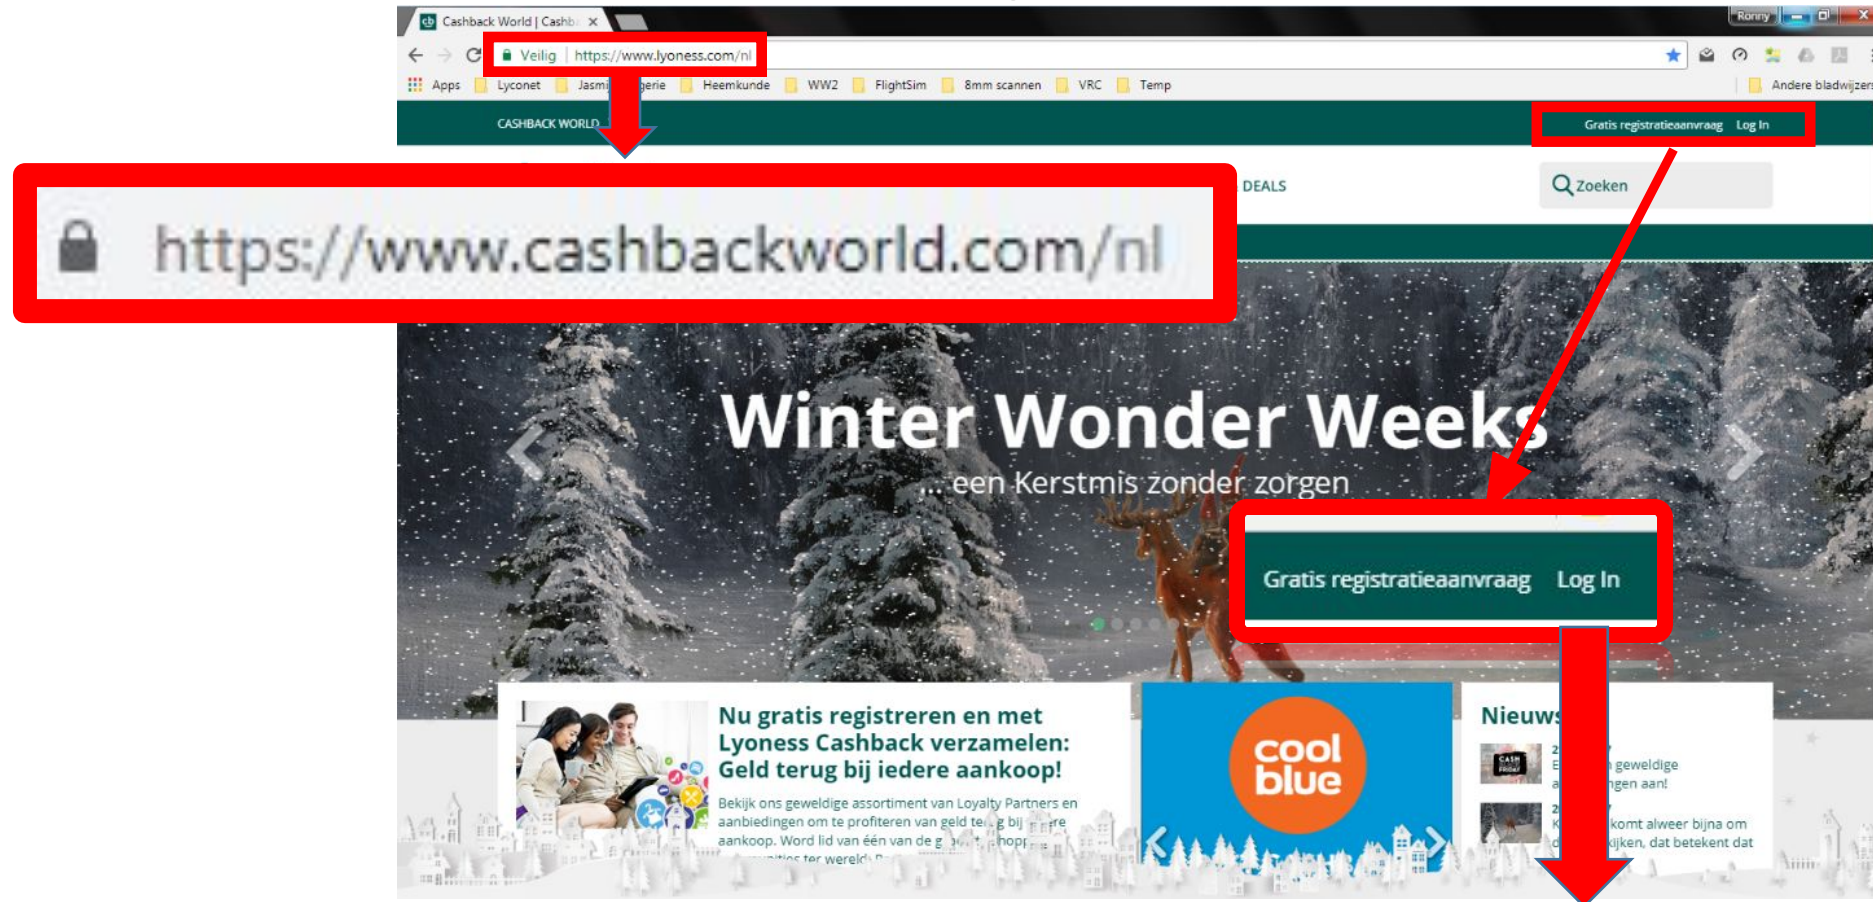 Cashback World | Cashb
Ronny
Veilig | https://www.lyoness.com/nl
Apps Lyconet Heemkunde WW2 FlightSim 8mm scannen VRC Temp Andere bladwijzers
CASHBACK WORLD
Gratis registratieaanvraag Log In
DEALS
Zoeken
https://www.cashbackworld.com/nl
Winter Wonder Weeks
... een Kerstmis zonder zorgen
Gratis registratieaanvraag Log In
Nu gratis registreren en met
Lyoness Cashback verzamelen:
Geld terug bij iedere aankoop!
Bekijk ons geweldige assortiment van Loyalty Partners en
aanbiedingen om te profiteren van geld bij
aankoop. Word lid van één van de
ter wereld
cool
blue
Nieuws
geweldige
aan!
komt alweer bijna om
kijken, dat betekent dat